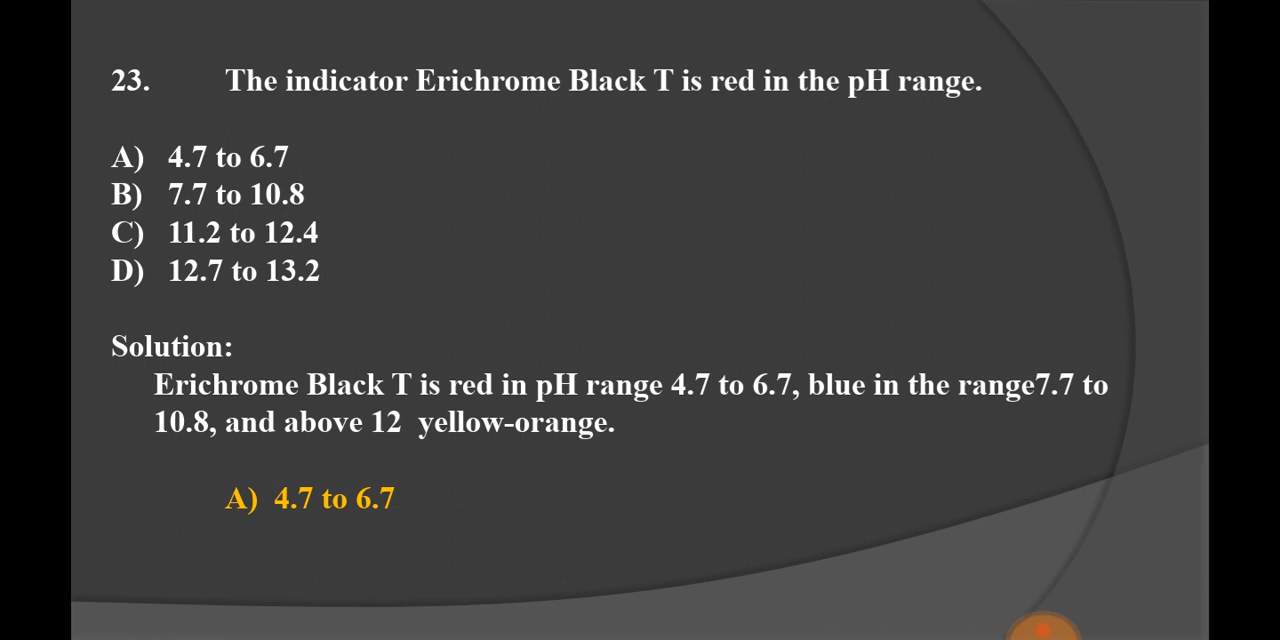 23. The indicator Erichrome Black T is red in the pH range.
A) 4.7 to 6.7
B) 7.7 to 10.8
C) 11.2 to 12.4
D) 12.7 to 13.2
Solution:
Erichrome Black T is red in pH range 4.7 to 6.7, blue in the range7.7 to
10.8, and above 12 yellow-orange.
A) 4.7 to 6.7